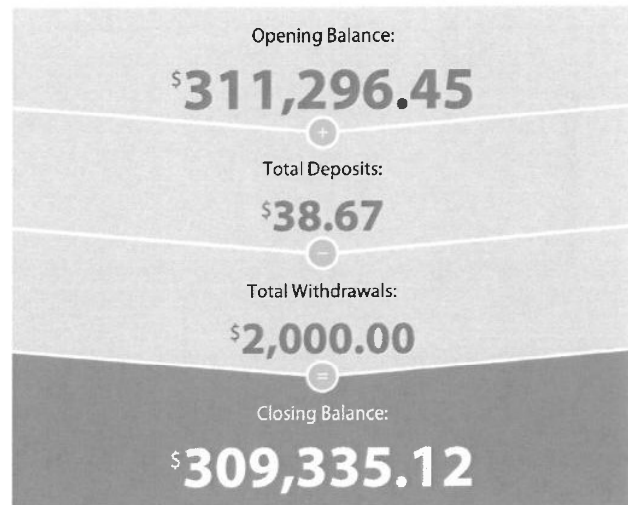 Opening Balance:
$311,296.45
+
Total Deposits:
$38.67
−
Total Withdrawals:
$2,000.00
=
Closing Balance:
$309,335.12